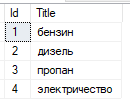 Id Title
1 бензин
2 дизель
3 пропан
4 электричество